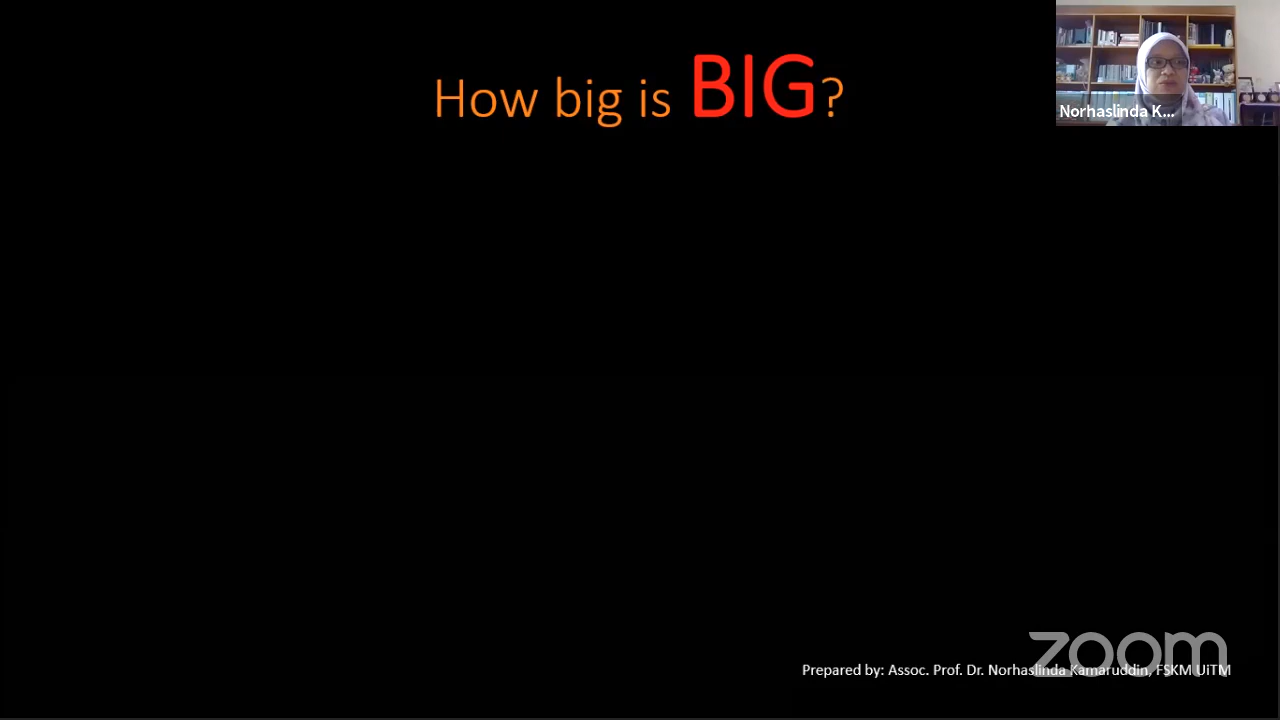 How big is BIG?
Norhaslinda K...
zoom
Prepared by: Assoc. Prof. Dr. Norhaslinda Kamaruddin, FSKM UiTM